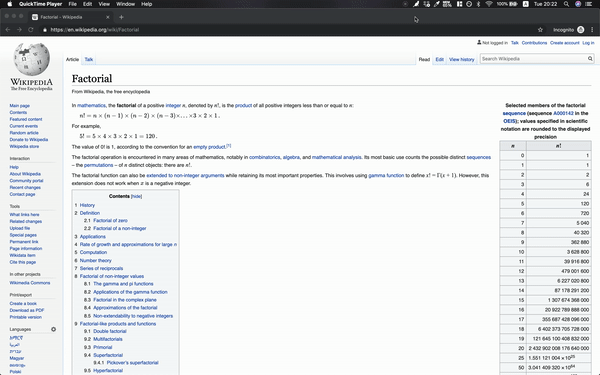 QuickTime Player File Edit View Window Help
100%
A
Tue 20:22
Factorial - Wikipedia
https://en.wikipedia.org/wiki/Factorial
Incognito
Not logged in Talk Contributions Create account Log in
Article Talk
Read Edit View history
Search Wikipedia
WIKIPEDIA
The Free Encyclopedia
Main page
Contents
Featured content
Current events
Random article
Donate to Wikipedia
Wikipedia store
Interaction
Help
About Wikipedia
Community portal
Recent changes
Contact page
Tools
What links here
Related changes
Upload file
Special pages
Permanent link
Page information
Wikidata item
Cite this page
In other projects
Wikimedia Commons
Print/export
Create a book
Download as PDF
Printable version
Languages
አማርኛ
العربية
עברית
Magyar
Factorial
From Wikipedia, the free encyclopedia
In mathematics, the factorial of a positive integer n, denoted by n!, is the product of all positive integers less than or equal to n:
n! = n × (n − 1) × (n − 2) × (n − 3) × ... × 3 × 2 × 1 .
For example,
5! = 5 × 4 × 3 × 2 × 1 = 120 .
The value of 0! is 1, according to the convention for an empty product.[1]
The factorial operation is encountered in many areas of mathematics, notably in combinatorics, algebra, and mathematical analysis. Its most basic use counts the possible distinct sequences
– the permutations – of n distinct objects: there are n!.
The factorial function can also be extended to non-integer arguments while retaining its most important properties. This involves using gamma function to define x! = Γ(x + 1). However, this
extension does not work when x is a negative integer.
Contents [hide]
1 History
2 Definition
2.1 Factorial of zero
2.2 Factorial of a non-integer
3 Applications
4 Rate of growth and approximations for large n
5 Computation
6 Number theory
7 Series of reciprocals
8 Factorial of non-integer values
8.1 The gamma and pi functions
8.2 Applications of the gamma function
8.3 Factorial in the complex plane
8.4 Approximations of the factorial
8.5 Non-extendability to negative integers
9 Factorial-like products and functions
9.1 Double factorial
9.2 Multifactorials
9.3 Primorial
9.4 Superfactorial
9.4.1 Pickover's superfactorial
9.5 Hyperfactorial
Selected members of the factorial
sequence (sequence A000142 in the
OEIS); values specified in scientific
notation are rounded to the displayed
precision
n n!
0 1
1 1
2 2
3 6
4 24
5 120
6 720
7 5 040
8 40 320
9 362 880
10 3 628 800
11 39 916 800
12 479 001 600
13 6 227 020 800
14 87 178 291 200
15 1 307 674 368 000
16 20 922 789 888 000
17 355 687 428 096 000
18 6 402 373 705 728 000
19 121 645 100 408 832 000
20 2 432 902 008 176 640 000
25 1.551 121 004 × 10²⁵
50 3.041 409 320 × 10⁶⁴